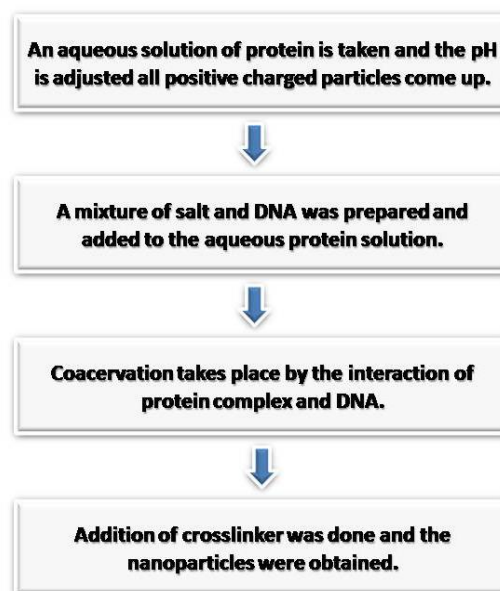 An aqueous solution of protein is taken and the pH
is adjusted all positive charged particles come up.
A mixture of salt and DNA was prepared and
added to the aqueous protein solution.
Coacervation takes place by the interaction of
protein complex and DNA.
Addition of crosslinker was done and the
nanoparticles were obtained.